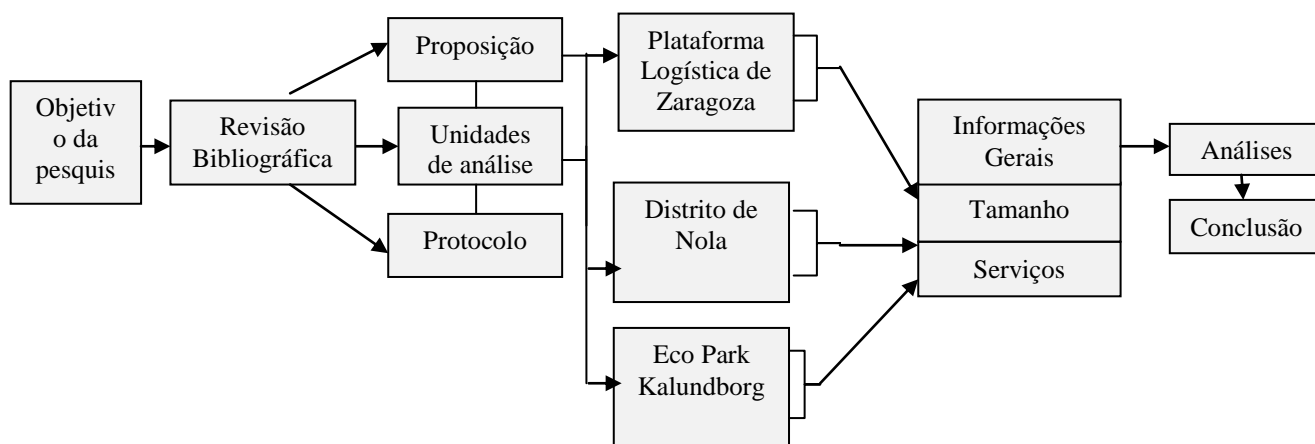 Objetiv
o da
pesquis
Revisão
Bibliográfica
Proposição
Unidades
de análise
Protocolo
Plataforma
Logística de
Zaragoza
Distrito de
Nola
Eco Park
Kalundborg
Informações
Gerais
Tamanho
Serviços
Análises
Conclusão